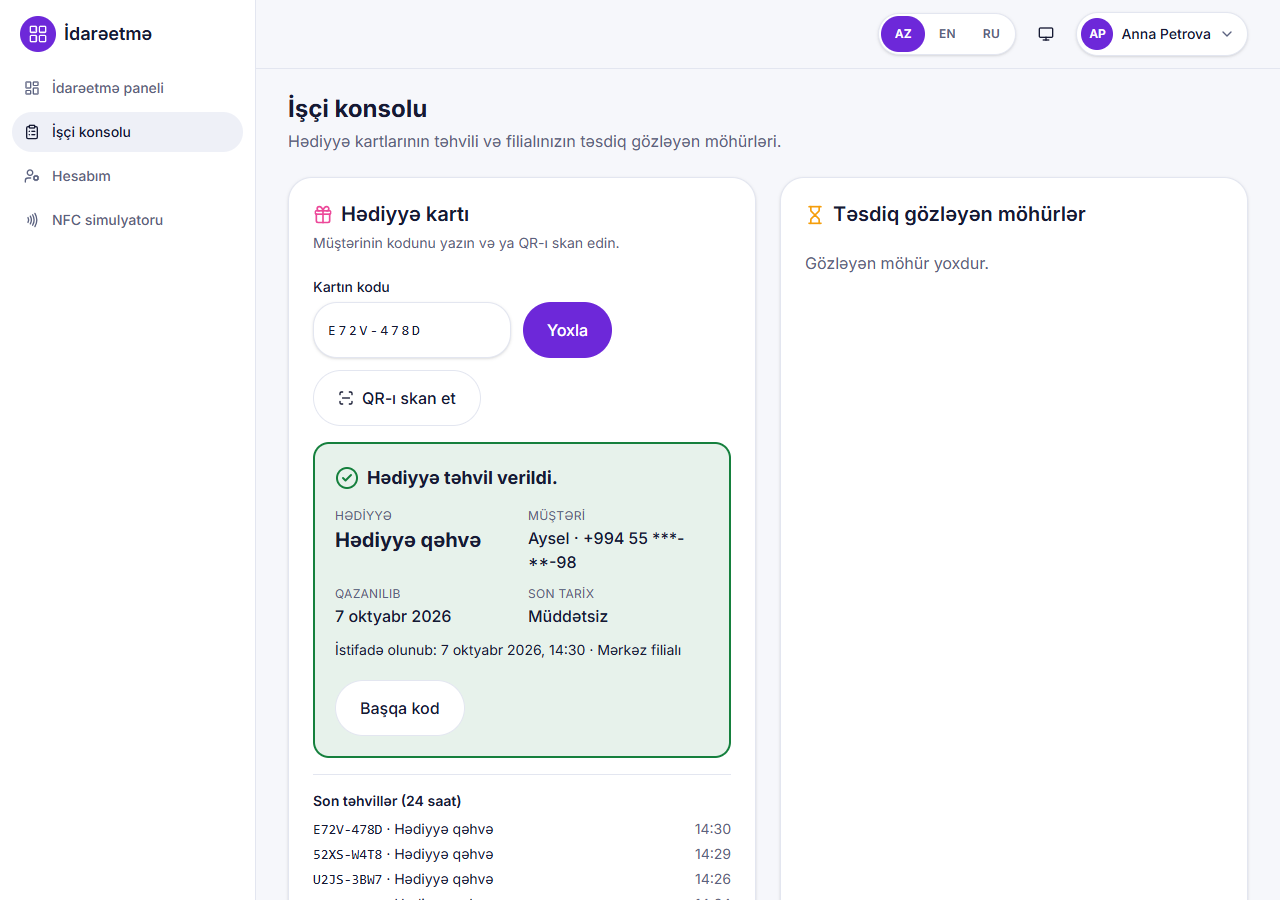 İdarəetmə
İdarəetmə paneli
İşçi konsolu
Hesabım
NFC simulyatoru
AZ EN RU
AP Anna Petrova
İşçi konsolu
Hədiyyə kartlarının təhvili və filialınızın təsdiq gözləyən möhürləri.
Hədiyyə kartı
Müştərinin kodunu yazın və ya QR-ı skan edin.
Kartın kodu
E72V-478D
Yoxla
QR-ı skan et
Hədiyyə təhvil verildi.
HƏDİYYƏ
Hədiyyə qəhvə
MÜŞTƏRİ
Aysel · +994 55 ***-
**-98
QAZANILIB
7 oktyabr 2026
SON TARİX
Müddətsiz
İstifadə olunub: 7 oktyabr 2026, 14:30 · Mərkəz filialı
Başqa kod
Son təhvillər (24 saat)
E72V-478D · Hədiyyə qəhvə 14:30
52XS-W4T8 · Hədiyyə qəhvə 14:29
U2JS-3BW7 · Hədiyyə qəhvə 14:26
Təsdiq gözləyən möhürlər
Gözləyən möhür yoxdur.